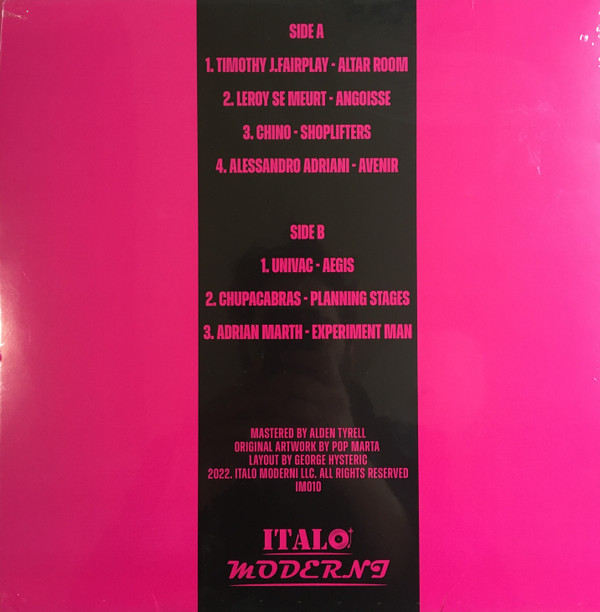 SIDE A
1. TIMOTHY J.FAIRPLAY - ALTAR ROOM
2. LEROY SE MEURT - ANGOISSE
3. CHINO - SHOPLIFTERS
4. ALESSANDRO ADRIANI - AVENIR
SIDE B
1. UNIVAC - AEGIS
2. CHUPACABRAS - PLANNING STAGES
3. ADRIAN MARTH - EXPERIMENT MAN
MASTERED BY ALDEN TYRELL
ORIGINAL ARTWORK BY POP MARTA
LAYOUT BY GEORGE HYSTERIC
2022. ITALO MODERNI LLC. ALL RIGHTS RESERVED
IM010
ITALO
MODERNI